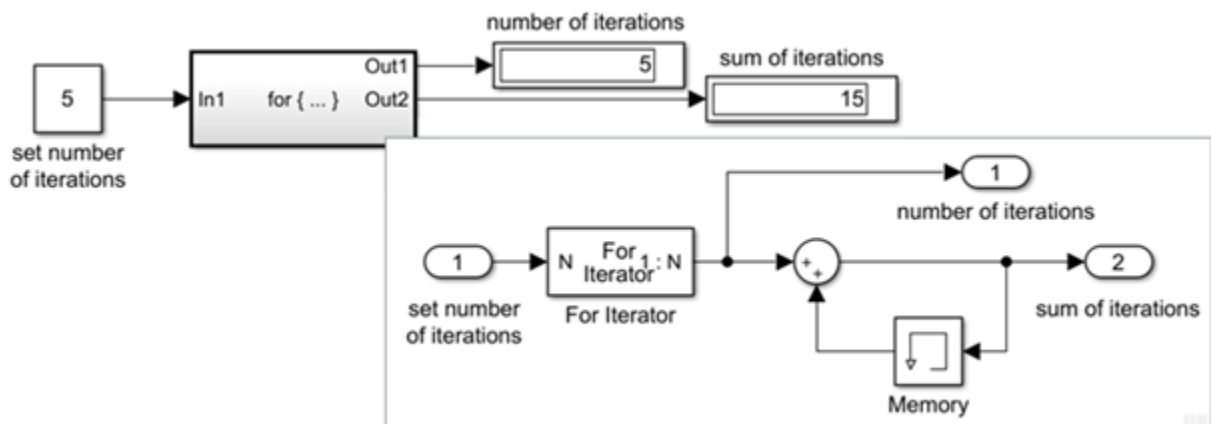 number of iterations
5
sum of iterations
15
5
In1
for { ... }
Out1
Out2
set number
of iterations
1
number of iterations
1
set number
of iterations
N
For
Iterator
1 : N
For Iterator
+
+
2
sum of iterations
Memory